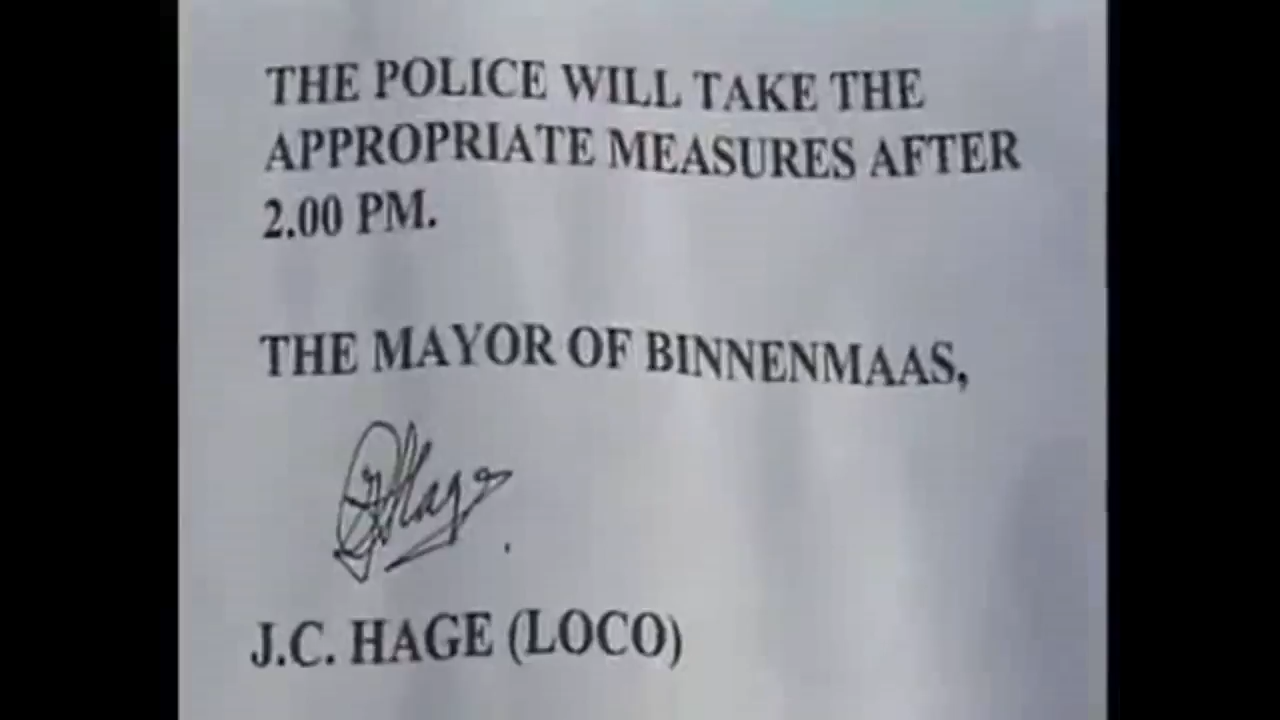 THE POLICE WILL TAKE THE
APPROPRIATE MEASURES AFTER
2.00 PM.
THE MAYOR OF BINNENMAAS,
J.C. HAGE (LOCO)